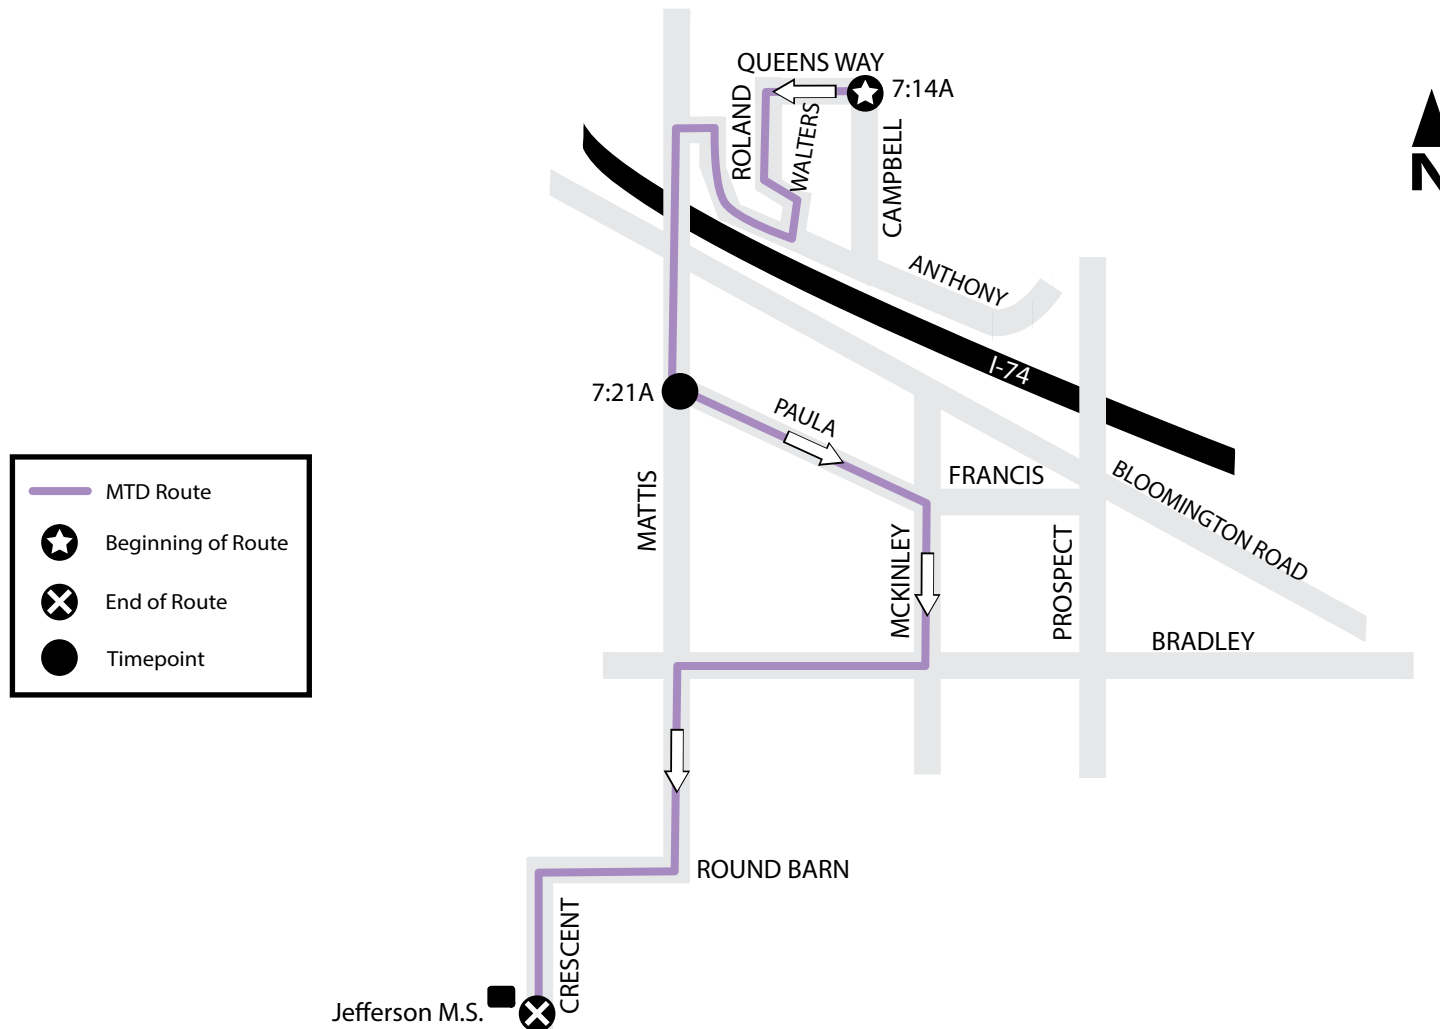 QUEENS WAY
7:14A
ROLAND
WALTERS
CAMPBELL
N
ANTHONY
I-74
7:21A
PAULA
MATTIS
FRANCIS
BLOOMINGTON ROAD
MCKINLEY
PROSPECT
BRADLEY
MTD Route
Beginning of Route
End of Route
Timepoint
ROUND BARN
CRESCENT
Jefferson M.S.